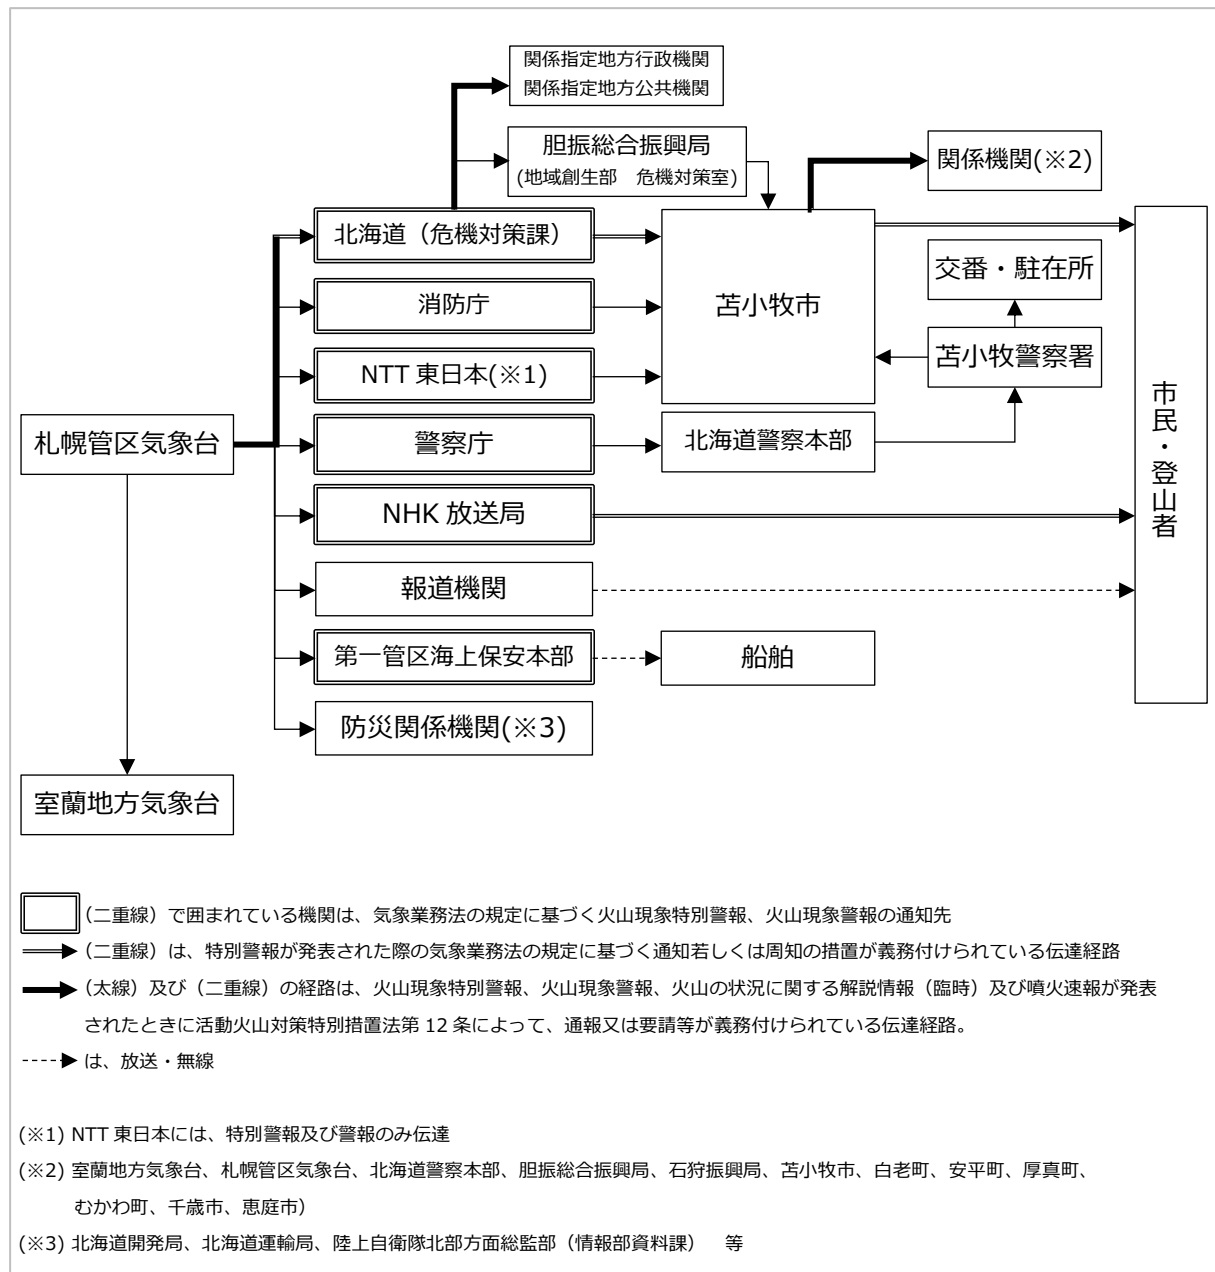 関係指定地方行政機関
関係指定地方公共機関
胆振総合振興局
(地域創生部　危機対策室)
関係機関(※2)
北海道（危機対策課）
交番・駐在所
消防庁
苫小牧市
苫小牧警察署
NTT 東日本(※1)
市民・登山者
札幌管区気象台
警察庁
北海道警察本部
NHK 放送局
報道機関
第一管区海上保安本部
船舶
防災関係機関(※3)
室蘭地方気象台
（二重線）で囲まれている機関は、気象業務法の規定に基づく火山現象特別警報、火山現象警報の通知先
（二重線）は、特別警報が発表された際の気象業務法の規定に基づく通知若しくは周知の措置が義務付けられている伝達経路
（太線）及び（二重線）の経路は、火山現象特別警報、火山現象警報、火山の状況に関する解説情報（臨時）及び噴火速報が発表
されたときに活動火山対策特別措置法第 12 条によって、通報又は要請等が義務付けられている伝達経路。
は、放送・無線
(※1) NTT 東日本には、特別警報及び警報のみ伝達
(※2) 室蘭地方気象台、札幌管区気象台、北海道警察本部、胆振総合振興局、石狩振興局、苫小牧市、白老町、安平町、厚真町、
むかわ町、千歳市、恵庭市）
(※3) 北海道開発局、北海道運輸局、陸上自衛隊北部方面総監部（情報部資料課）　等